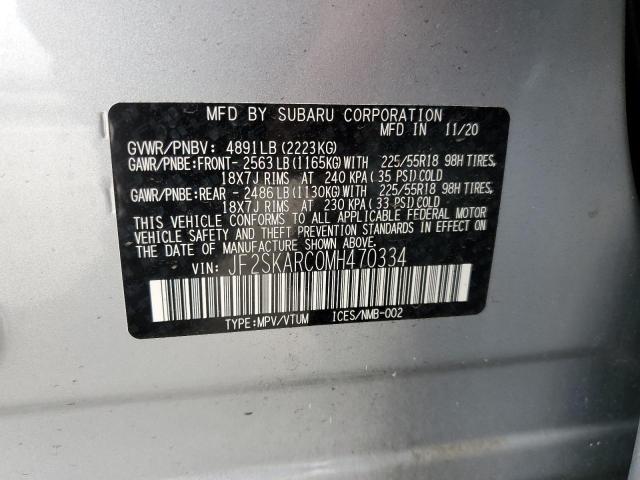 MFD BY SUBARU CORPORATION
MFD IN 11/20
GVWR/PNBV: 4891LB(2223KG)
GAWR/PNBE:FRONT- 2563LB(1165KG)WITH 225/55R18 98H TIRES,
18X7J RIMS AT 240 KPA(35 PSI)COLD
GAWR/PNBE:REAR - 2486LB(1130KG)WITH 225/55R18 98H TIRES,
18X7J RIMS AT 230 KPA(33 PSI)COLD
THIS VEHICLE CONFORMS TO ALL APPLICABLE FEDERAL MOTOR
VEHICLE SAFETY AND THEFT PREVENTION STANDARDS IN EFFECT ON
THE DATE OF MANUFACTURE SHOWN ABOVE.
VIN: JF2SKARC0MH470334
TYPE:MPV/VTUM ICES/NMB-002